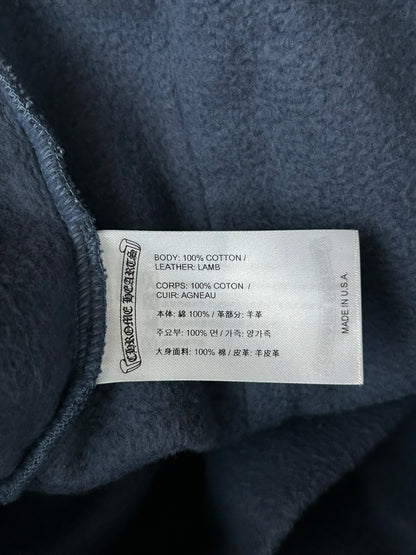 CHROME HEARTS
BODY: 100% COTTON /
LEATHER: LAMB
CORPS: 100% COTON /
CUIR: AGNEAU
本体: 綿 100% / 革部分: 羊革
주요부: 100% 면 / 가죽: 양가죽
大身面料: 100% 棉 / 皮革: 羊皮革
MADE IN U.S.A.